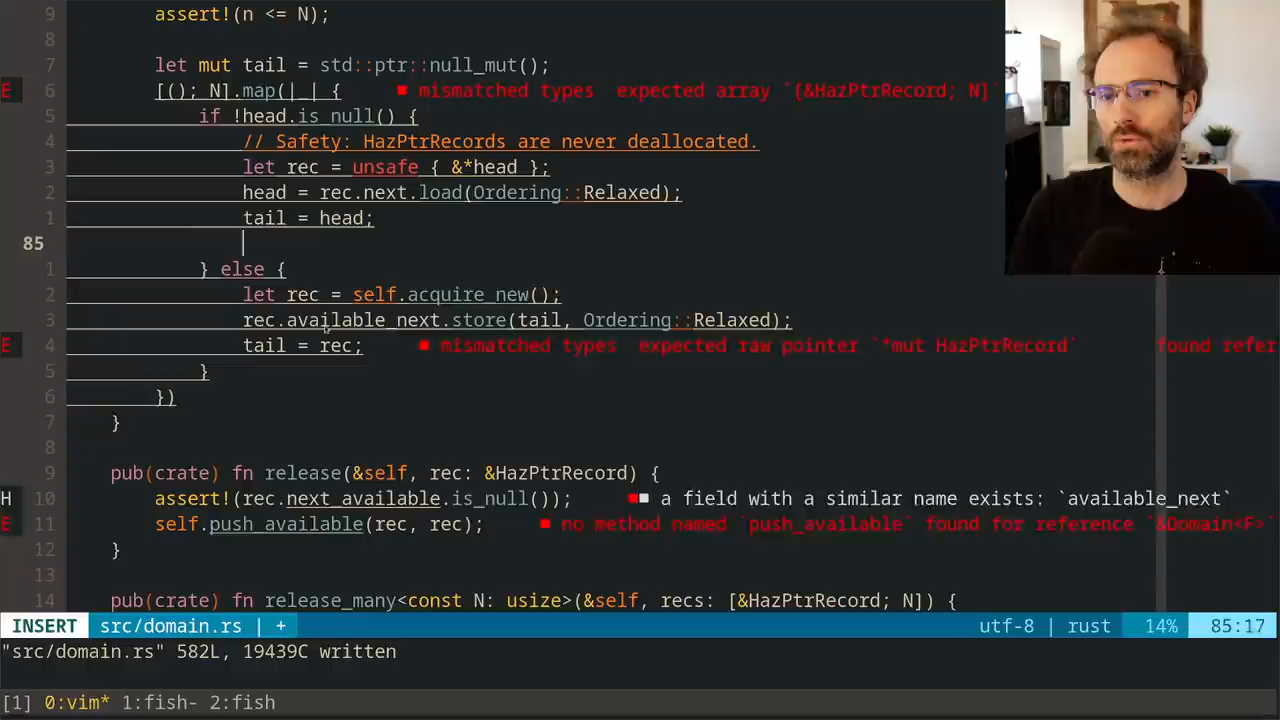 9 assert!(n <= N);
8
7 let mut tail = std::ptr::null_mut();
E 6 [(); N].map(|_| { ■ mismatched types expected array `[&HazPtrRecord; N]
5 if !head.is_null() {
4 // Safety: HazPtrRecords are never deallocated.
3 let rec = unsafe { &*head };
2 head = rec.next.load(Ordering::Relaxed);
1 tail = head;
85
1 } else {
2 let rec = self.acquire_new();
3 rec.available_next.store(tail, Ordering::Relaxed);
E 4 tail = rec; ■ mismatched types expected raw pointer `*mut HazPtrRecord` found refer
5 }
6 })
7 }
8
9 pub(crate) fn release(&self, rec: &HazPtrRecord) {
H 10 assert!(rec.next_available.is_null()); ■■ a field with a similar name exists: `available_next`
E 11 self.push_available(rec, rec); ■ no method named `push_available` found for reference `&Domain<F>`
12 }
13
14 pub(crate) fn release_many<const N: usize>(&self, recs: [&HazPtrRecord; N]) {
INSERT src/domain.rs | + utf-8 | rust 14% 85:17
"src/domain.rs" 582L, 19439C written
[1] 0:vim* 1:fish- 2:fish